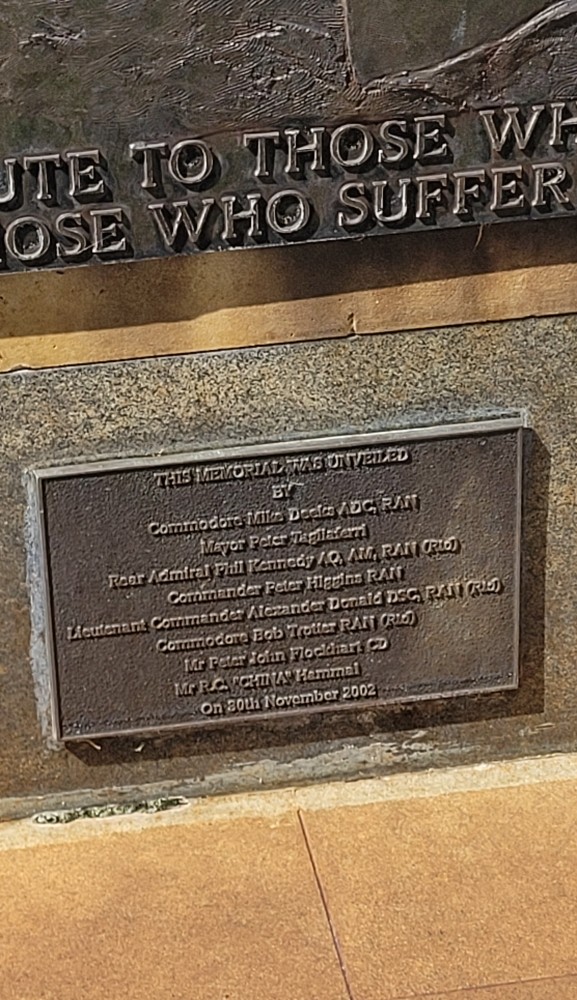 UTE TO THOSE WH
OSE WHO SUFFER
THIS MEMORIAL WAS UNVEILED
BY
Commodore Mike Deeks ADC, RAN
Mayor Peter Tagliaferri
Rear Admiral Phil Kennedy AO, AM, RAN (Rtd)
Commander Peter Higgins RAN
Lieutenant Commander Alexander Donald DSC, RAN (Rtd)
Commodore Bob Trotter RAN (Rtd)
Mr Peter John Flockhart CD
Mr R.C. "CHINA" Hammal
On 30th November 2002